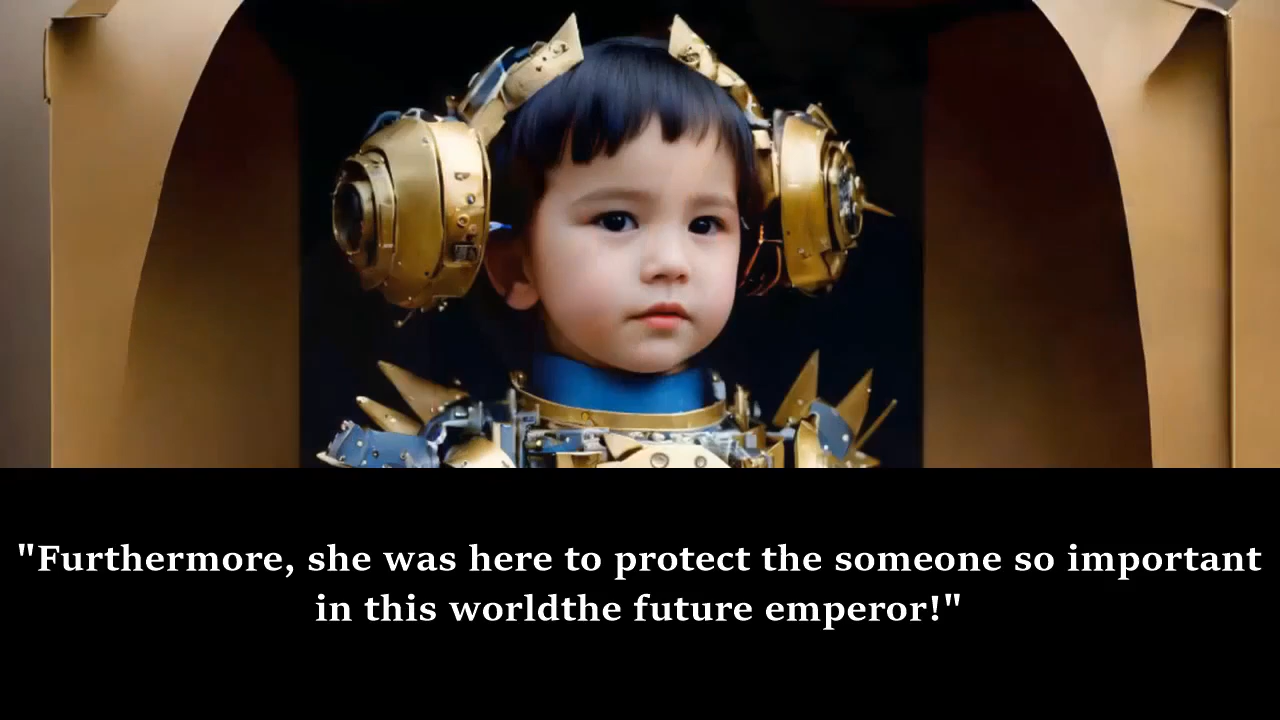 "Furthermore, she was here to protect the someone so important
in this worldthe future emperor!"